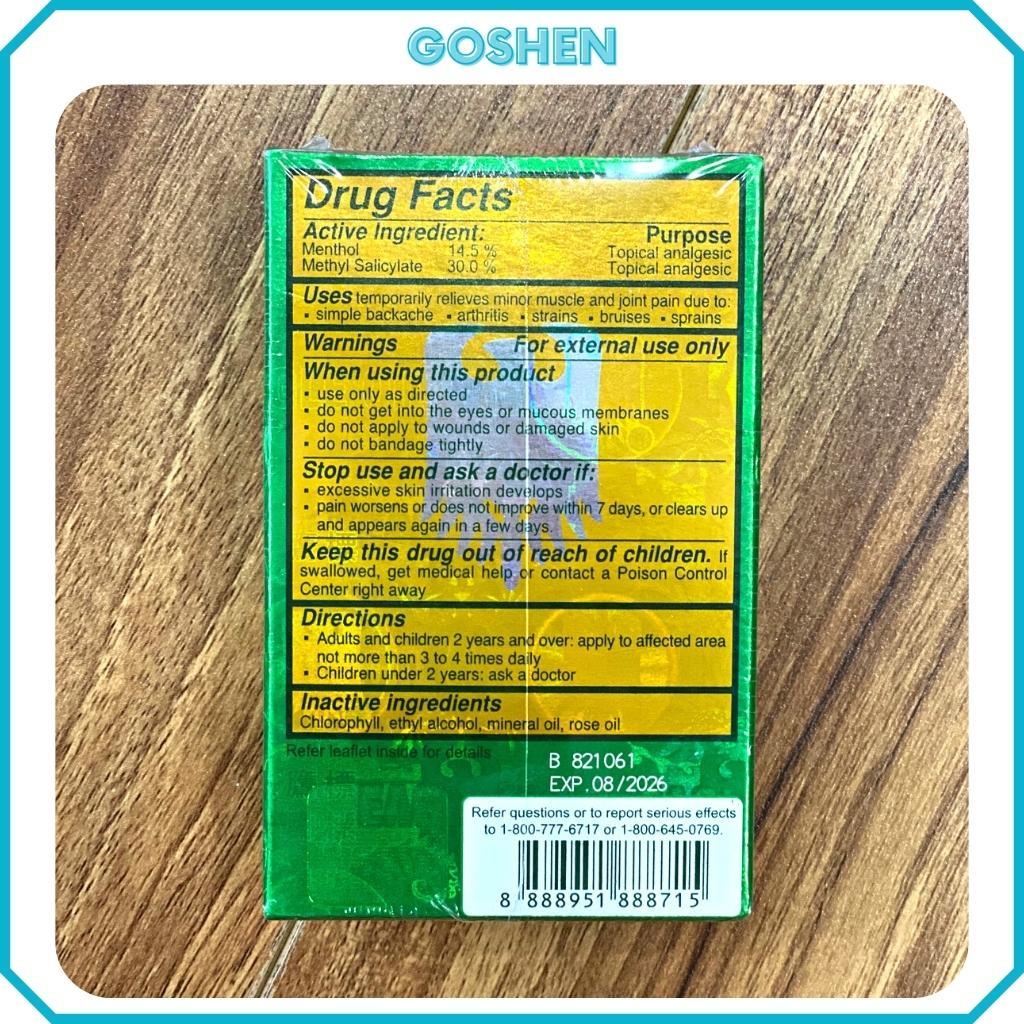 GOSHEN
Drug Facts
Active Ingredient: Purpose
Menthol 14.5 % Topical analgesic
Methyl Salicylate 30.0 % Topical analgesic
Uses temporarily relieves minor muscle and joint pain due to:
▪ simple backache ▪ arthritis ▪ strains ▪ bruises ▪ sprains
Warnings For external use only
When using this product
▪ use only as directed
▪ do not get into the eyes or mucous membranes
▪ do not apply to wounds or damaged skin
▪ do not bandage tightly
Stop use and ask a doctor if:
▪ excessive skin irritation develops
▪ pain worsens or does not improve within 7 days, or clears up
and appears again in a few days.
Keep this drug out of reach of children. If
swallowed, get medical help or contact a Poison Control
Center right away
Directions
▪ Adults and children 2 years and over: apply to affected area
not more than 3 to 4 times daily
▪ Children under 2 years: ask a doctor
Inactive ingredients
Chlorophyll, ethyl alcohol, mineral oil, rose oil
Refer leaflet inside for details
B 821061
EXP.08/2026
Refer questions or to report serious effects
to 1-800-777-6717 or 1-800-645-0769.
8 888951 888715